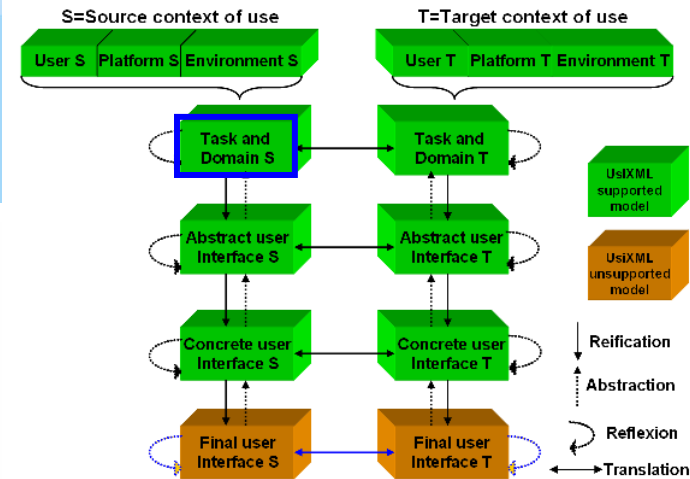 S=Source context of use
T=Target context of use
User S
Platform S
Environment S
User T
Platform T
Environment T
Task and
Domain S
Task and
Domain T
UsIXML
supported
model
Abstract user
Interface S
Abstract user
Interface T
UsiXML
unsupported
model
Concrete user
Interface S
Concrete user
Interface T
Reification
Abstraction
Final user
Interface S
Final user
Interface T
Reflexion
Translation